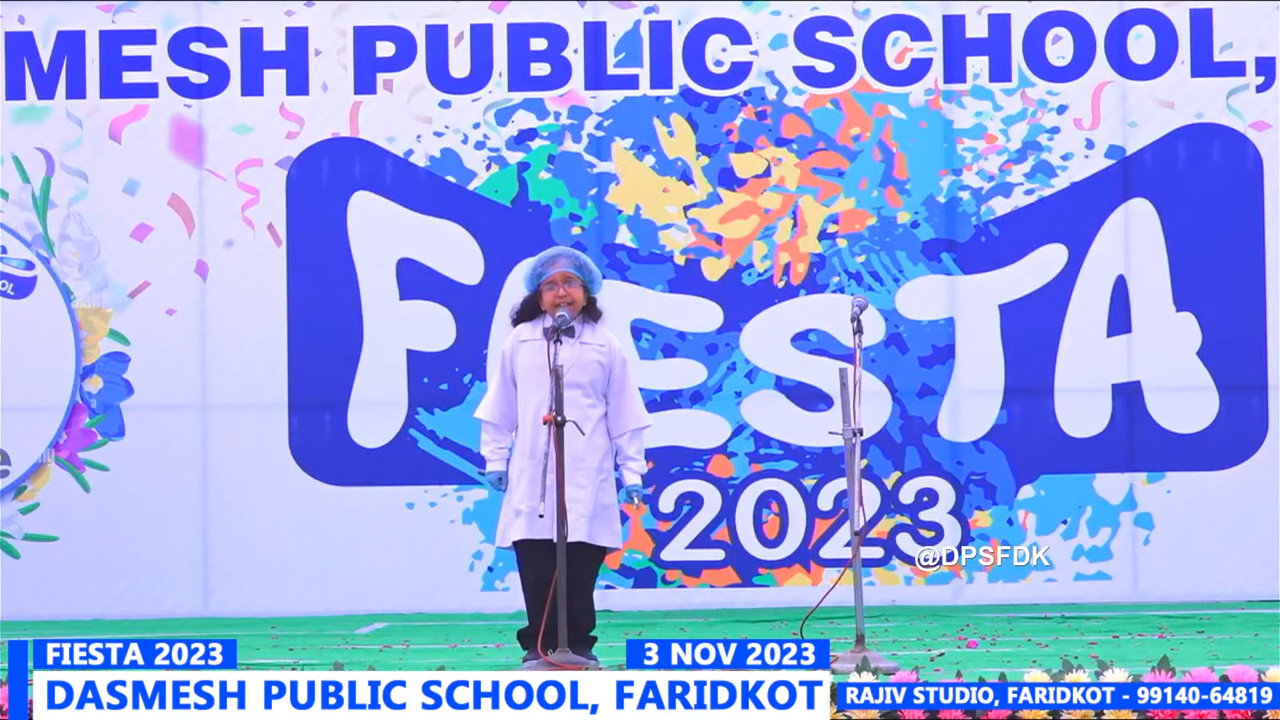 MESH PUBLIC SCHOOL,
FIESTA
2023
@DPSFDK
OL
e
FIESTA 2023
3 NOV 2023
DASMESH PUBLIC SCHOOL, FARIDKOT
RAJIV STUDIO, FARIDKOT - 99140-64819